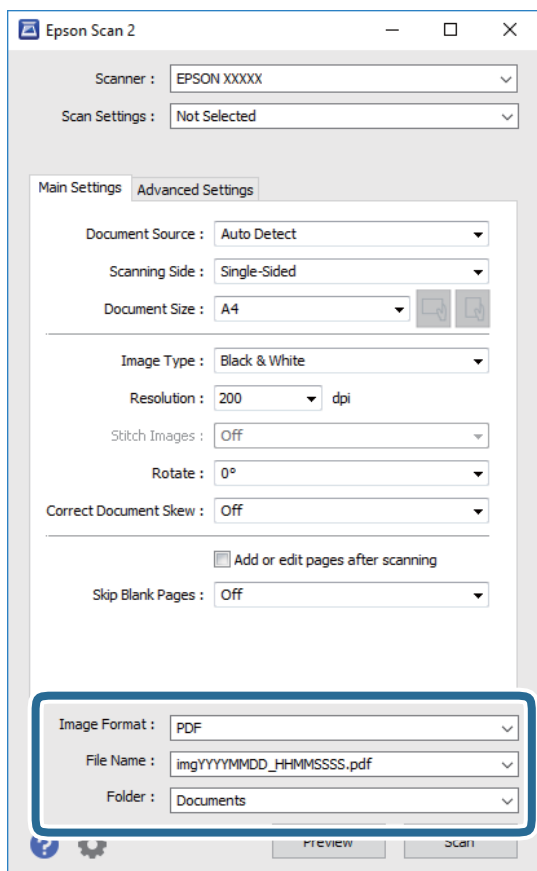 Epson Scan 2
Scanner : EPSON XXXXX
Scan Settings : Not Selected
Main Settings Advanced Settings
Document Source : Auto Detect
Scanning Side : Single-Sided
Document Size : A4
Image Type : Black & White
Resolution : 200 dpi
Stitch Images : Off
Rotate : 0°
Correct Document Skew : Off
Add or edit pages after scanning
Skip Blank Pages : Off
Image Format : PDF
File Name : imgYYYYMMDD_HHMMSSSS.pdf
Folder : Documents
? Preview Scan